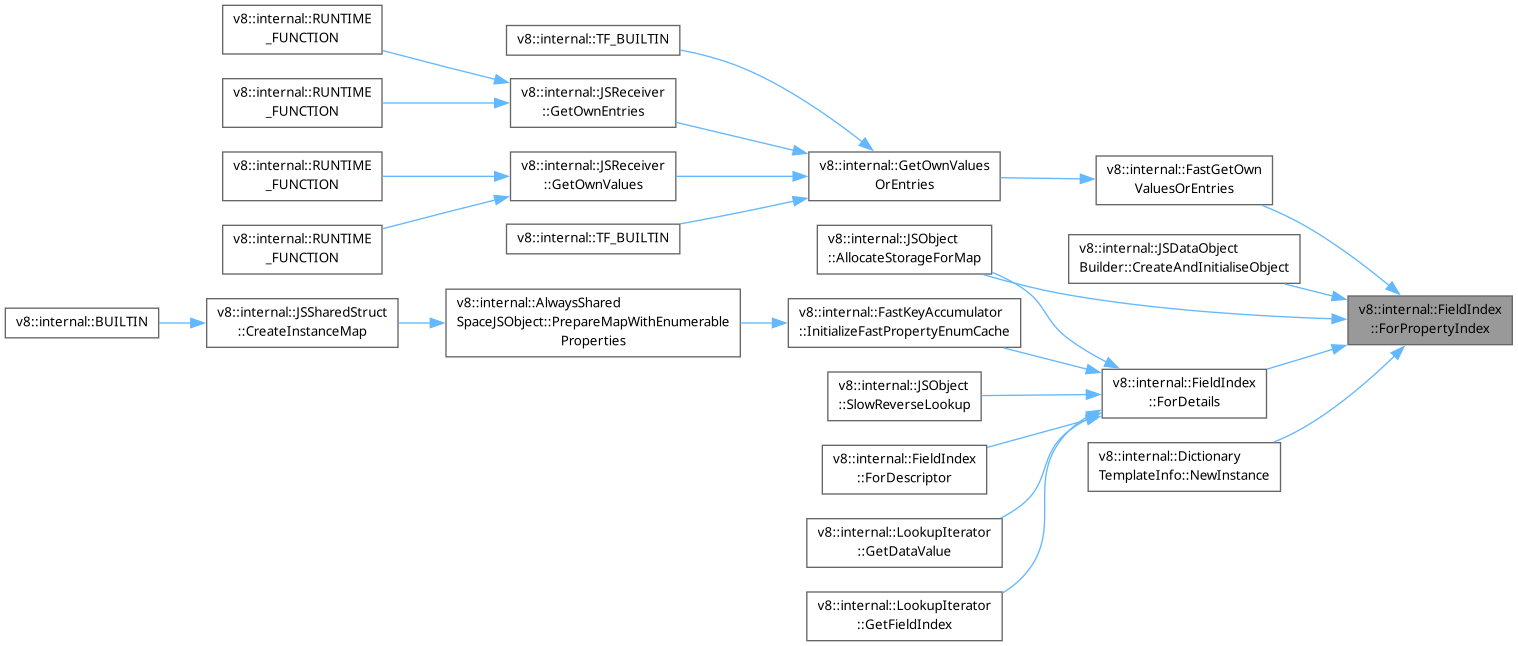 v8::internal::RUNTIME
_FUNCTION
v8::internal::TF_BUILTIN
v8::internal::JSReceiver
::GetOwnEntries
v8::internal::RUNTIME
_FUNCTION
v8::internal::GetOwnValues
OrEntries
v8::internal::FastGetOwn
ValuesOrEntries
v8::internal::JSReceiver
::GetOwnValues
v8::internal::RUNTIME
_FUNCTION
v8::internal::TF_BUILTIN
v8::internal::RUNTIME
_FUNCTION
v8::internal::JSObject
::AllocateStorageForMap
v8::internal::JSDataObject
Builder::CreateAndInitialiseObject
v8::internal::FieldIndex
::ForPropertyIndex
v8::internal::BUILTIN
v8::internal::JSSharedStruct
::CreateInstanceMap
v8::internal::AlwaysShared
SpaceJSObject::PrepareMapWithEnumerable
Properties
v8::internal::FastKeyAccumulator
::InitializeFastPropertyEnumCache
v8::internal::JSObject
::SlowReverseLookup
v8::internal::FieldIndex
::ForDetails
v8::internal::FieldIndex
::ForDescriptor
v8::internal::Dictionary
TemplateInfo::NewInstance
v8::internal::LookupIterator
::GetDataValue
v8::internal::LookupIterator
::GetFieldIndex